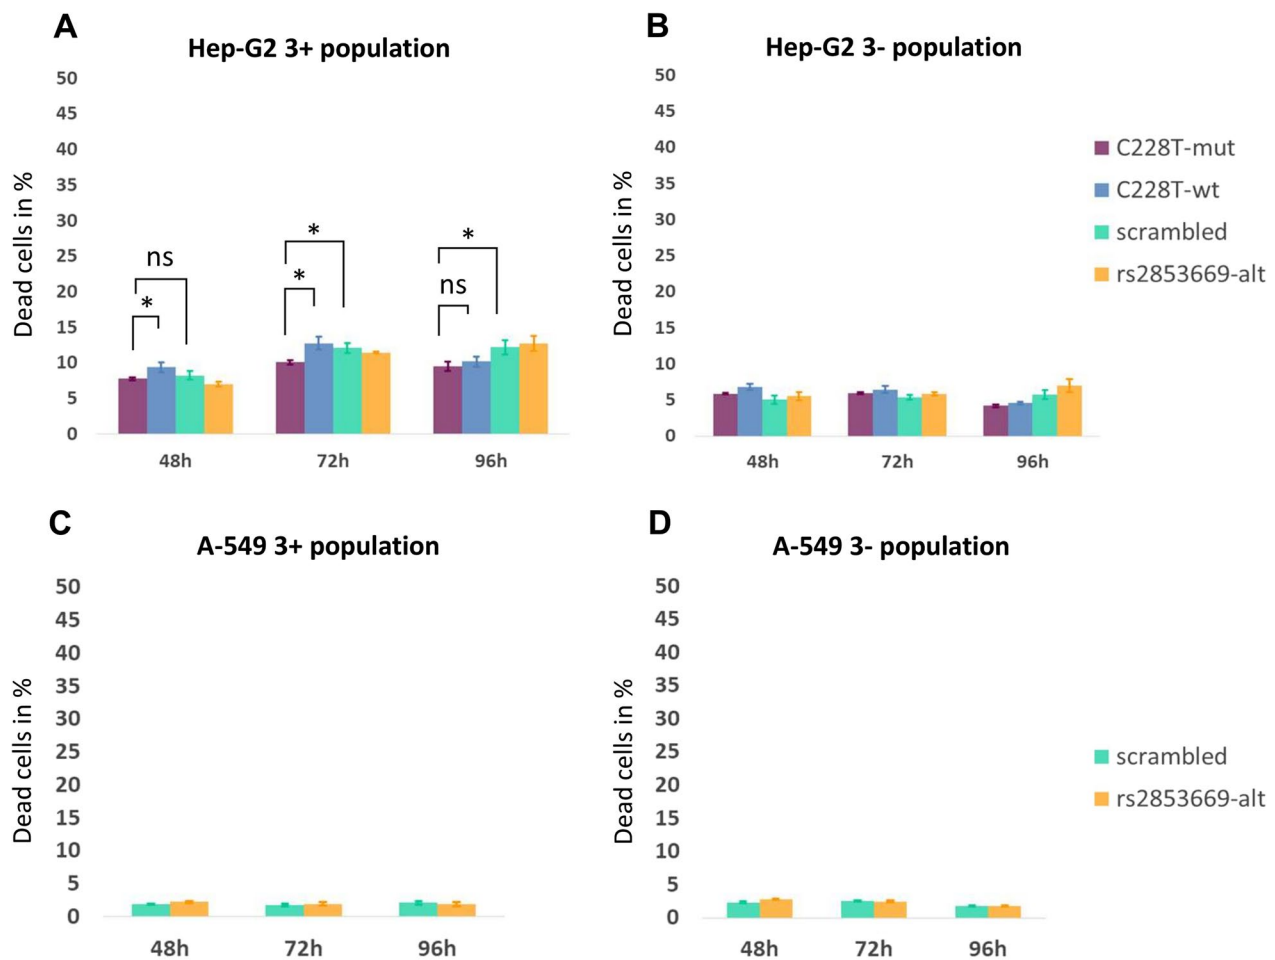 A
Hep-G2 3+ population
Dead cells in %
50
45
40
35
30
25
20
15
10
5
0
ns
*
*
*
*
ns
48h
72h
96h
B
Hep-G2 3- population
Dead cells in %
50
45
40
35
30
25
20
15
10
5
0
48h
72h
96h
C228T-mut
C228T-wt
scrambled
rs2853669-alt
C
A-549 3+ population
Dead cells in %
50
45
40
35
30
25
20
15
10
5
0
48h
72h
96h
D
A-549 3- population
Dead cells in %
50
45
40
35
30
25
20
15
10
5
0
48h
72h
96h
scrambled
rs2853669-alt